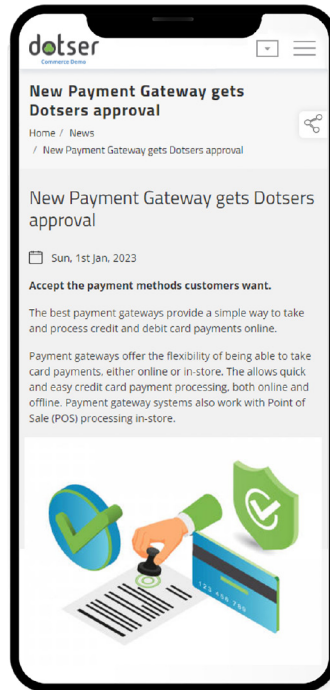 dotser
Commerce Demo
New Payment Gateway gets
Dotsers approval
Home / News
/ New Payment Gateway gets Dotsers approval
New Payment Gateway gets Dotsers
approval
Sun, 1st Jan, 2023
Accept the payment methods customers want.
The best payment gateways provide a simple way to take
and process credit and debit card payments online.
Payment gateways offer the flexibility of being able to take
card payments, either online or in-store. The allows quick
and easy credit card payment processing, both online and
offline. Payment gateway systems also work with Point of
Sale (POS) processing in-store.
123 456 789